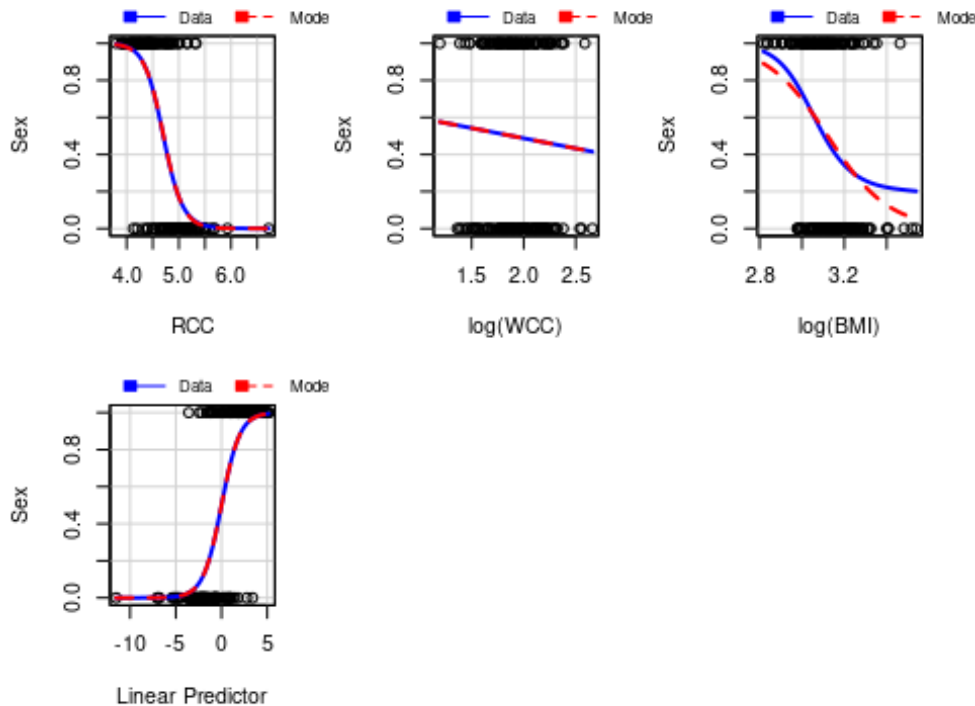 Data Mode
Sex
0.0 0.4 0.8
4.0 5.0 6.0
RCC
Data Mode
Sex
0.0 0.4 0.8
1.5 2.0 2.5
log(WCC)
Data Mode
Sex
0.0 0.4 0.8
2.8 3.2
log(BMI)
Data Mode
Sex
0.0 0.4 0.8
-10 -5 0 5
Linear Predictor